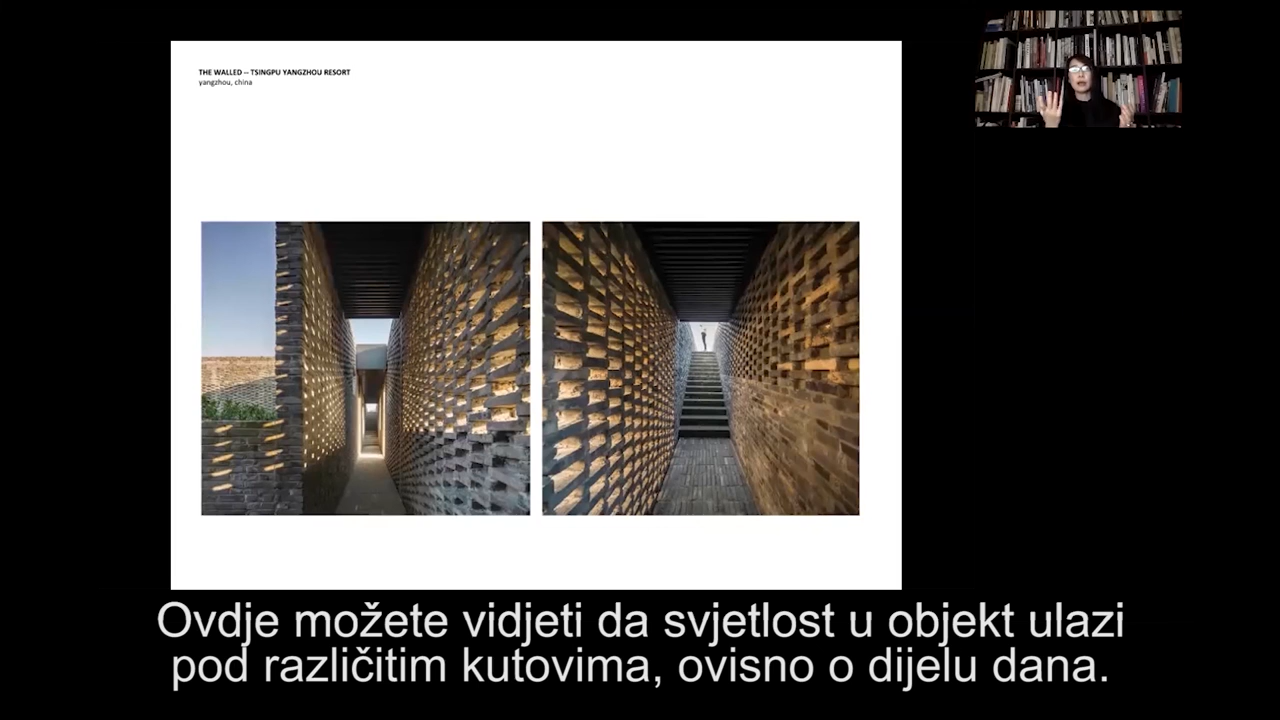 THE WALLED -- TSINGPU YANGZHOU RESORT
yangzhou, china
Ovdje možete vidjeti da svjetlost u objekt ulazi
pod različitim kutovima, ovisno o dijelu dana.